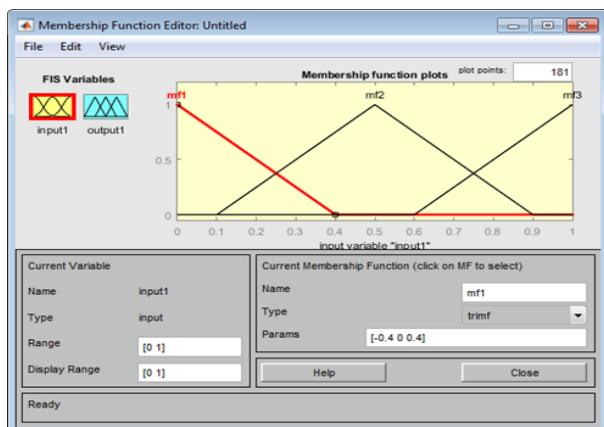 Membership Function Editor: Untitled
File Edit View
FIS Variables
input1 output1
Membership function plots plot points: 181
mf1 mf2 mf3
1
0.5
0
0 0.1 0.2 0.3 0.4 0.5 0.6 0.7 0.8 0.9 1
input variable "input1"
Current Variable
Name input1
Type input
Range [0 1]
Display Range [0 1]
Current Membership Function (click on MF to select)
Name mf1
Type trimf
Params [-0.4 0 0.4]
Help Close
Ready